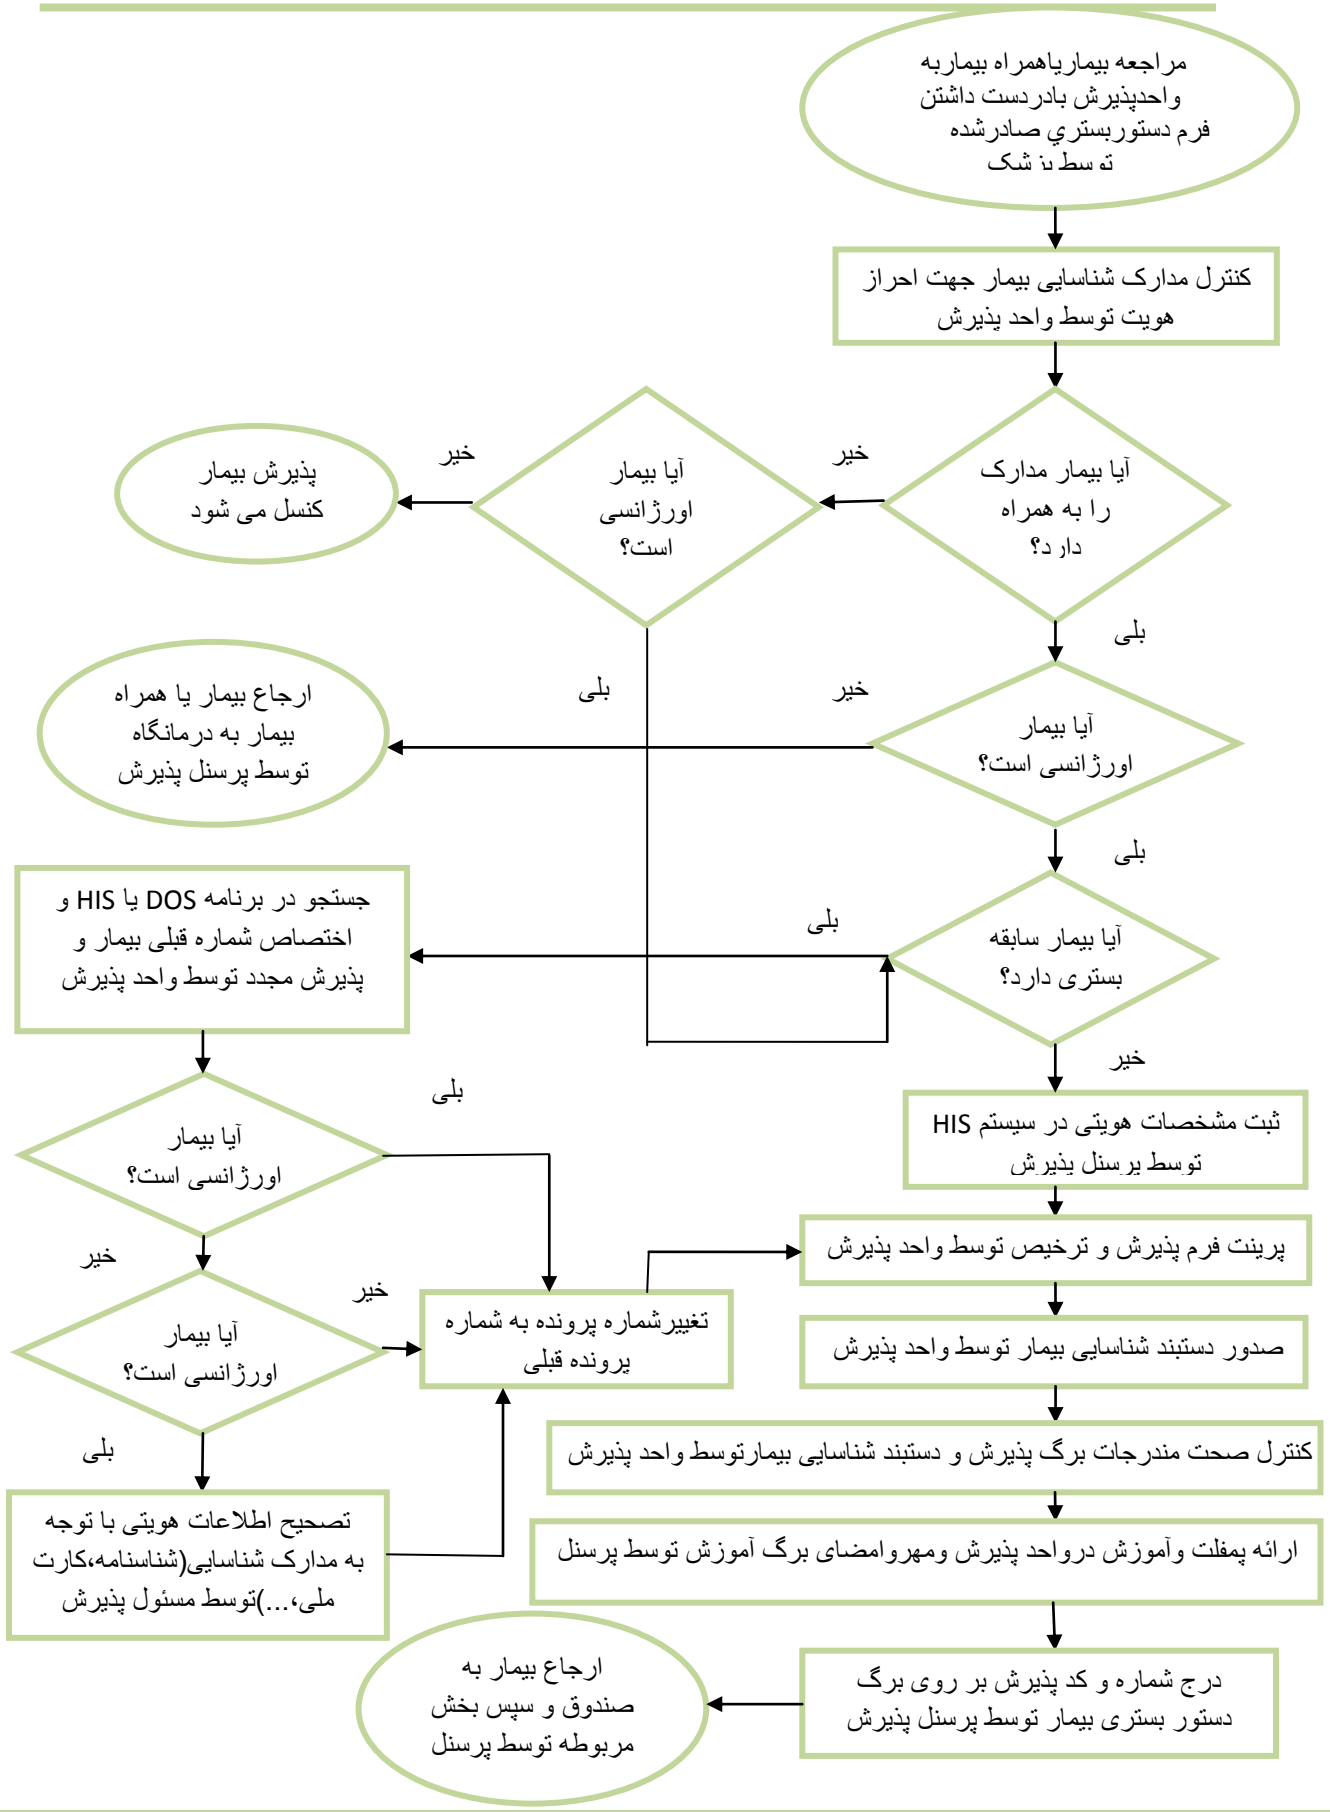 مراجعه بیماریاهمراه بیماربه
واحدپذیرش بادردست داشتن
فرم دستوربستري صادرشده
توسط پزشک
کنترل مدارک شناسایی بیمار جهت احراز
هویت توسط واحد پذیرش
آیا بیمار مدارک
را به همراه
دارد؟
خیر
آیا بیمار
اورژانسی
است؟
خیر
پذیرش بیمار
کنسل می شود
بلی
بلی
آیا بیمار
اورژانسی است؟
خیر
ارجاع بیمار یا همراه
بیمار به درمانگاه
توسط پرسنل پذیرش
بلی
آیا بیمار سابقه
بستری دارد؟
بلی
جستجو در برنامه DOS یا HIS و
اختصاص شماره قبلی بیمار و
پذیرش مجدد توسط واحد پذیرش
خیر
ثبت مشخصات هویتی در سیستم HIS
توسط پرسنل پذیرش
بلی
آیا بیمار
اورژانسی است؟
خیر
آیا بیمار
اورژانسی است؟
خیر
تغییرشماره پرونده به شماره
پرونده قبلی
بلی
تصحیح اطلاعات هویتی با توجه
به مدارک شناسایی(شناسنامه،کارت
ملی،...)توسط مسئول پذیرش
پرینت فرم پذیرش و ترخیص توسط واحد پذیرش
صدور دستبند شناسایی بیمار توسط واحد پذیرش
کنترل صحت مندرجات برگ پذیرش و دستبند شناسایی بیمارتوسط واحد پذیرش
ارائه پمفلت وآموزش درواحد پذیرش ومهروامضای برگ آموزش توسط پرسنل
درج شماره و کد پذیرش بر روی برگ
دستور بستری بیمار توسط پرسنل پذیرش
ارجاع بیمار به
صندوق و سپس بخش
مربوطه توسط پرسنل